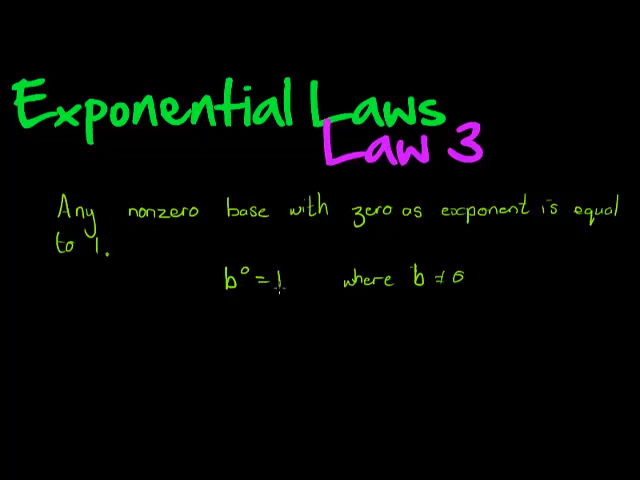 Exponential Laws
Law 3
Any nonzero base with zero as exponent is equal
to 1.
b⁰ = 1 where b ≠ 0